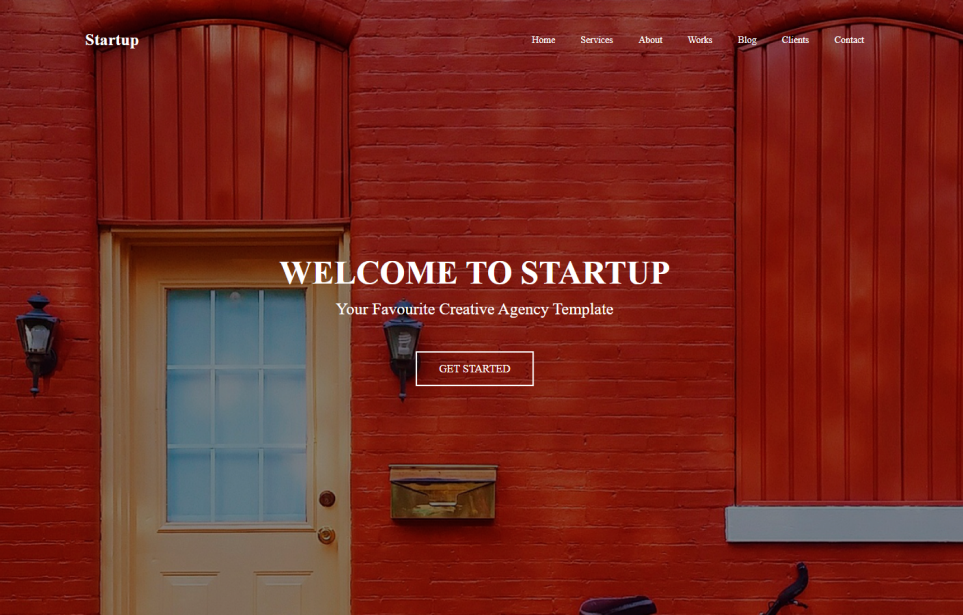 Startup
Home Services About Works Blog Clients Contact
WELCOME TO STARTUP
Your Favourite Creative Agency Template
GET STARTED